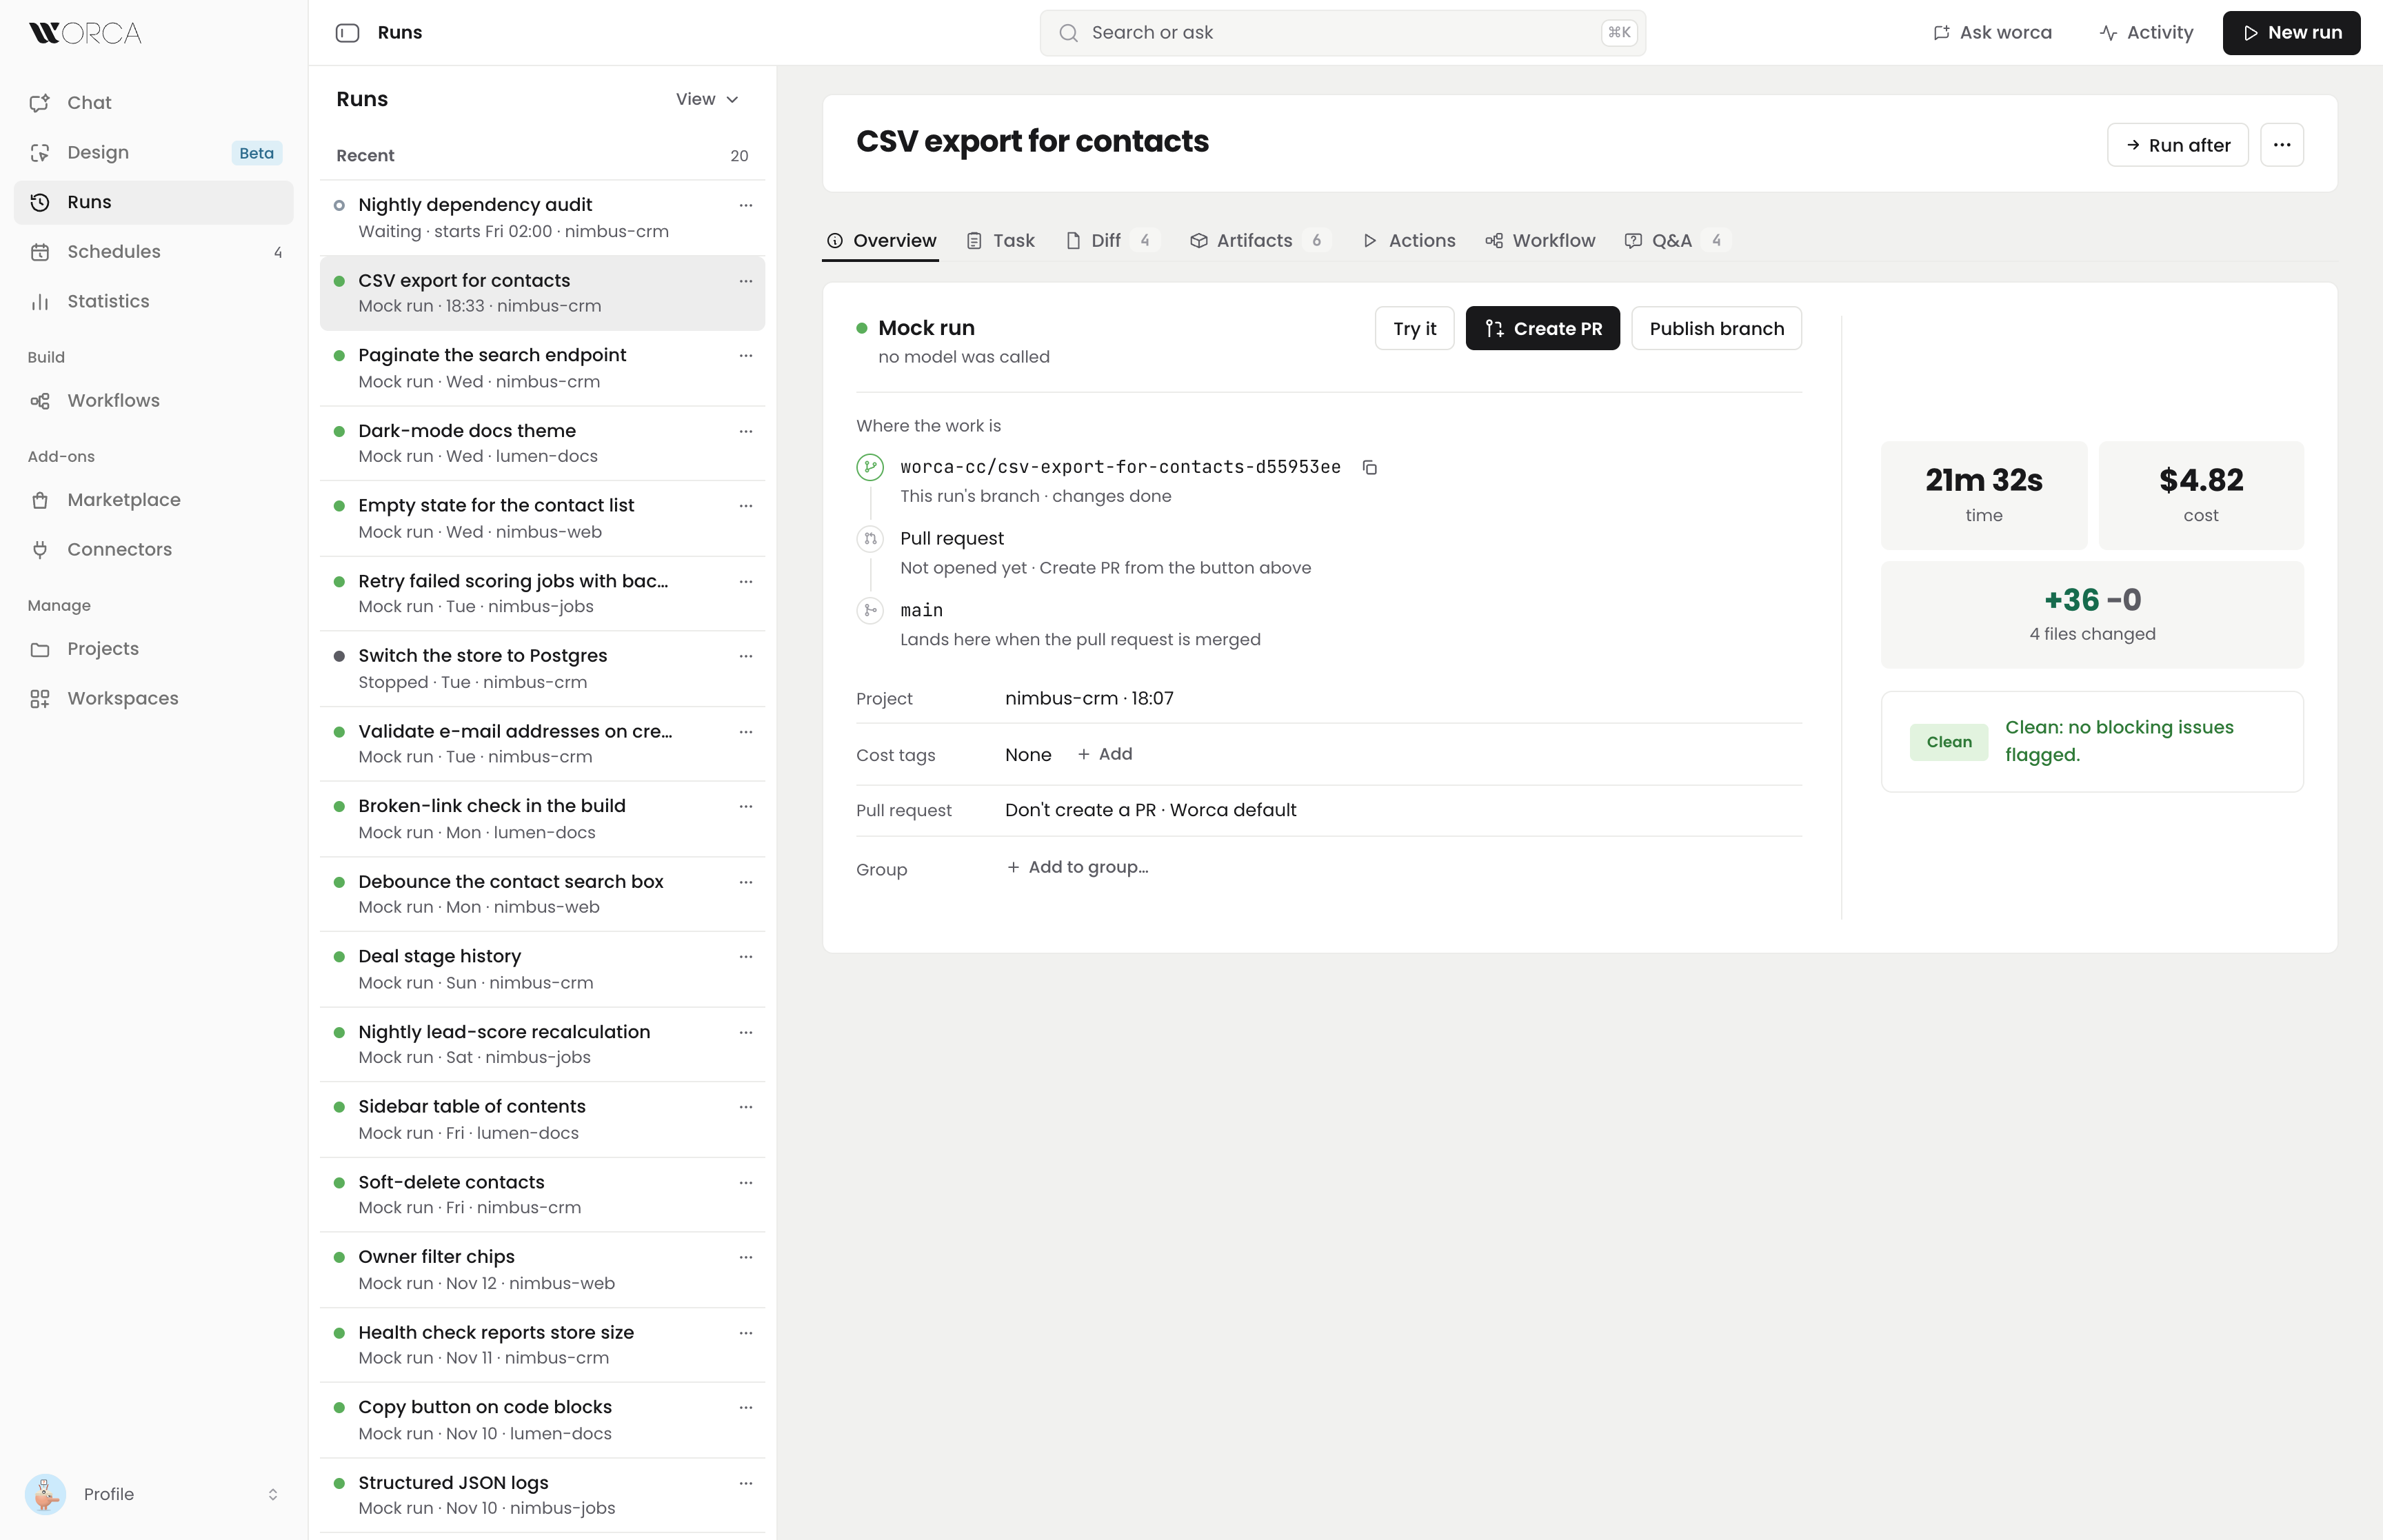 WORCA
Runs
Search or ask
⌘K
Ask worca
Activity
New run
Chat
Design
Beta
Runs
Schedules
4
Statistics
Build
Workflows
Add-ons
Marketplace
Connectors
Manage
Projects
Workspaces
Profile
Runs
View
Recent
20
Nightly dependency audit
Waiting · starts Fri 02:00 · nimbus-crm
CSV export for contacts
Mock run · 18:33 · nimbus-crm
Paginate the search endpoint
Mock run · Wed · nimbus-crm
Dark-mode docs theme
Mock run · Wed · lumen-docs
Empty state for the contact list
Mock run · Wed · nimbus-web
Retry failed scoring jobs with bac...
Mock run · Tue · nimbus-jobs
Switch the store to Postgres
Stopped · Tue · nimbus-crm
Validate e-mail addresses on cre...
Mock run · Tue · nimbus-crm
Broken-link check in the build
Mock run · Mon · lumen-docs
Debounce the contact search box
Mock run · Mon · nimbus-web
Deal stage history
Mock run · Sun · nimbus-crm
Nightly lead-score recalculation
Mock run · Sat · nimbus-jobs
Sidebar table of contents
Mock run · Fri · lumen-docs
Soft-delete contacts
Mock run · Fri · nimbus-crm
Owner filter chips
Mock run · Nov 12 · nimbus-web
Health check reports store size
Mock run · Nov 11 · nimbus-crm
Copy button on code blocks
Mock run · Nov 10 · lumen-docs
Structured JSON logs
Mock run · Nov 10 · nimbus-jobs
CSV export for contacts
Run after
Overview
Task
Diff 4
Artifacts 6
Actions
Workflow
Q&A 4
Mock run
no model was called
Try it
Create PR
Publish branch
Where the work is
worca-cc/csv-export-for-contacts-d55953ee
This run's branch · changes done
Pull request
Not opened yet · Create PR from the button above
main
Lands here when the pull request is merged
Project
nimbus-crm · 18:07
Cost tags
None
+ Add
Pull request
Don't create a PR · Worca default
Group
+ Add to group...
21m 32s
time
$4.82
cost
+36 −0
4 files changed
Clean
Clean: no blocking issues
flagged.